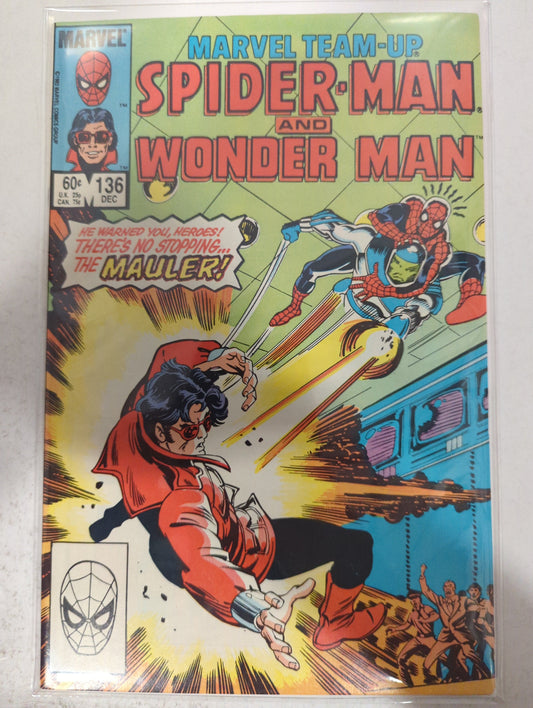 MARVEL
MARVEL TEAM-UP
SPIDER-MAN
AND
WONDER MAN
60¢
136
DEC
HE WARNED YOU, HEROES!
THERE'S NO STOPPING...
THE MAULER!